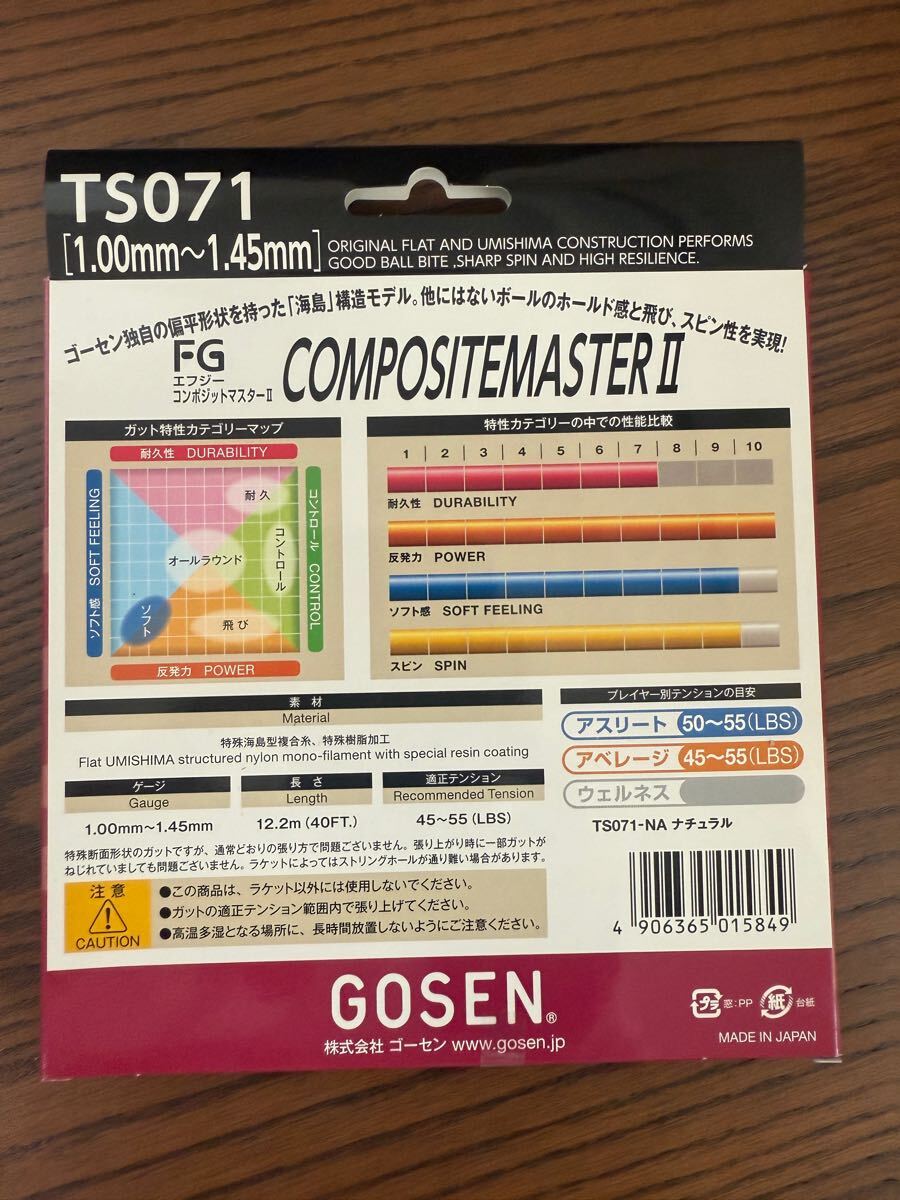 TS071
[1.00mm～1.45mm]
ORIGINAL FLAT AND UMISHIMA CONSTRUCTION PERFORMS
GOOD BALL BITE ,SHARP SPIN AND HIGH RESILIENCE.
ゴーセン独自の偏平形状を持った「海島」構造モデル。他にはないボールのホールド感と飛び、スピン性を実現!
FG
エフジー
コンポジットマスターII
COMPOSITEMASTER II
ガット特性カテゴリーマップ
耐久性 DURABILITY
ソフト感 SOFT FEELING
コントロール CONTROL
耐久
オールラウンド
コントロール
ソフト
飛び
反発力 POWER
特性カテゴリーの中での性能比較
1 2 3 4 5 6 7 8 9 10
耐久性 DURABILITY
反発力 POWER
ソフト感 SOFT FEELING
スピン SPIN
素材
Material
特殊海島型複合糸、特殊樹脂加工
Flat UMISHIMA structured nylon mono-filament with special resin coating
ゲージ
Gauge
1.00mm～1.45mm
長さ
Length
12.2m (40FT.)
適正テンション
Recommended Tension
45～55 (LBS)
プレイヤー別テンションの目安
アスリート 50～55(LBS)
アベレージ 45～55(LBS)
ウェルネス
TS071-NA ナチュラル
特殊断面形状のガットですが、通常どおりの張り方で問題ございません。張り上がり時に一部ガットが
ねじれていましても問題ございません。ラケットによってはストリングホールが通り難い場合があります。
注意
CAUTION
●この商品は、ラケット以外には使用しないでください。
●ガットの適正テンション範囲内で張り上げてください。
●高温多湿となる場所に、長時間放置しないようにご注意ください。
4 906365 015849
GOSEN®
株式会社 ゴーセン www.gosen.jp
プラ 窓:PP 紙 台紙
MADE IN JAPAN